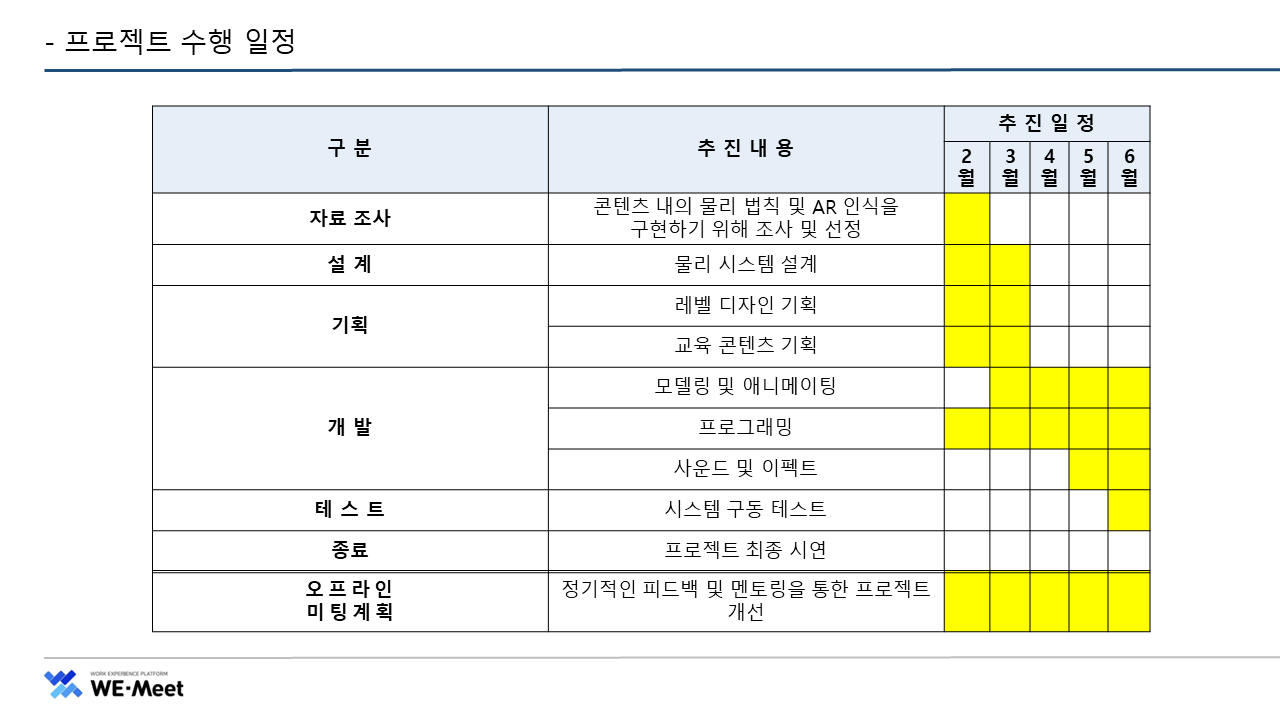 - 프로젝트 수행 일정
구 분
추 진 내 용
추 진 일 정
2
월
3
월
4
월
5
월
6
월
자료 조사
콘텐츠 내의 물리 법칙 및 AR 인식을
구현하기 위해 조사 및 선정
설 계
물리 시스템 설계
기획
레벨 디자인 기획
교육 콘텐츠 기획
개 발
모델링 및 애니메이팅
프로그래밍
사운드 및 이펙트
테 스 트
시스템 구동 테스트
종료
프로젝트 최종 시연
오 프 라 인
미 팅 계 획
정기적인 피드백 및 멘토링을 통한 프로젝트
개선
WORK EXPERIENCE PLATFORM
WE-Meet